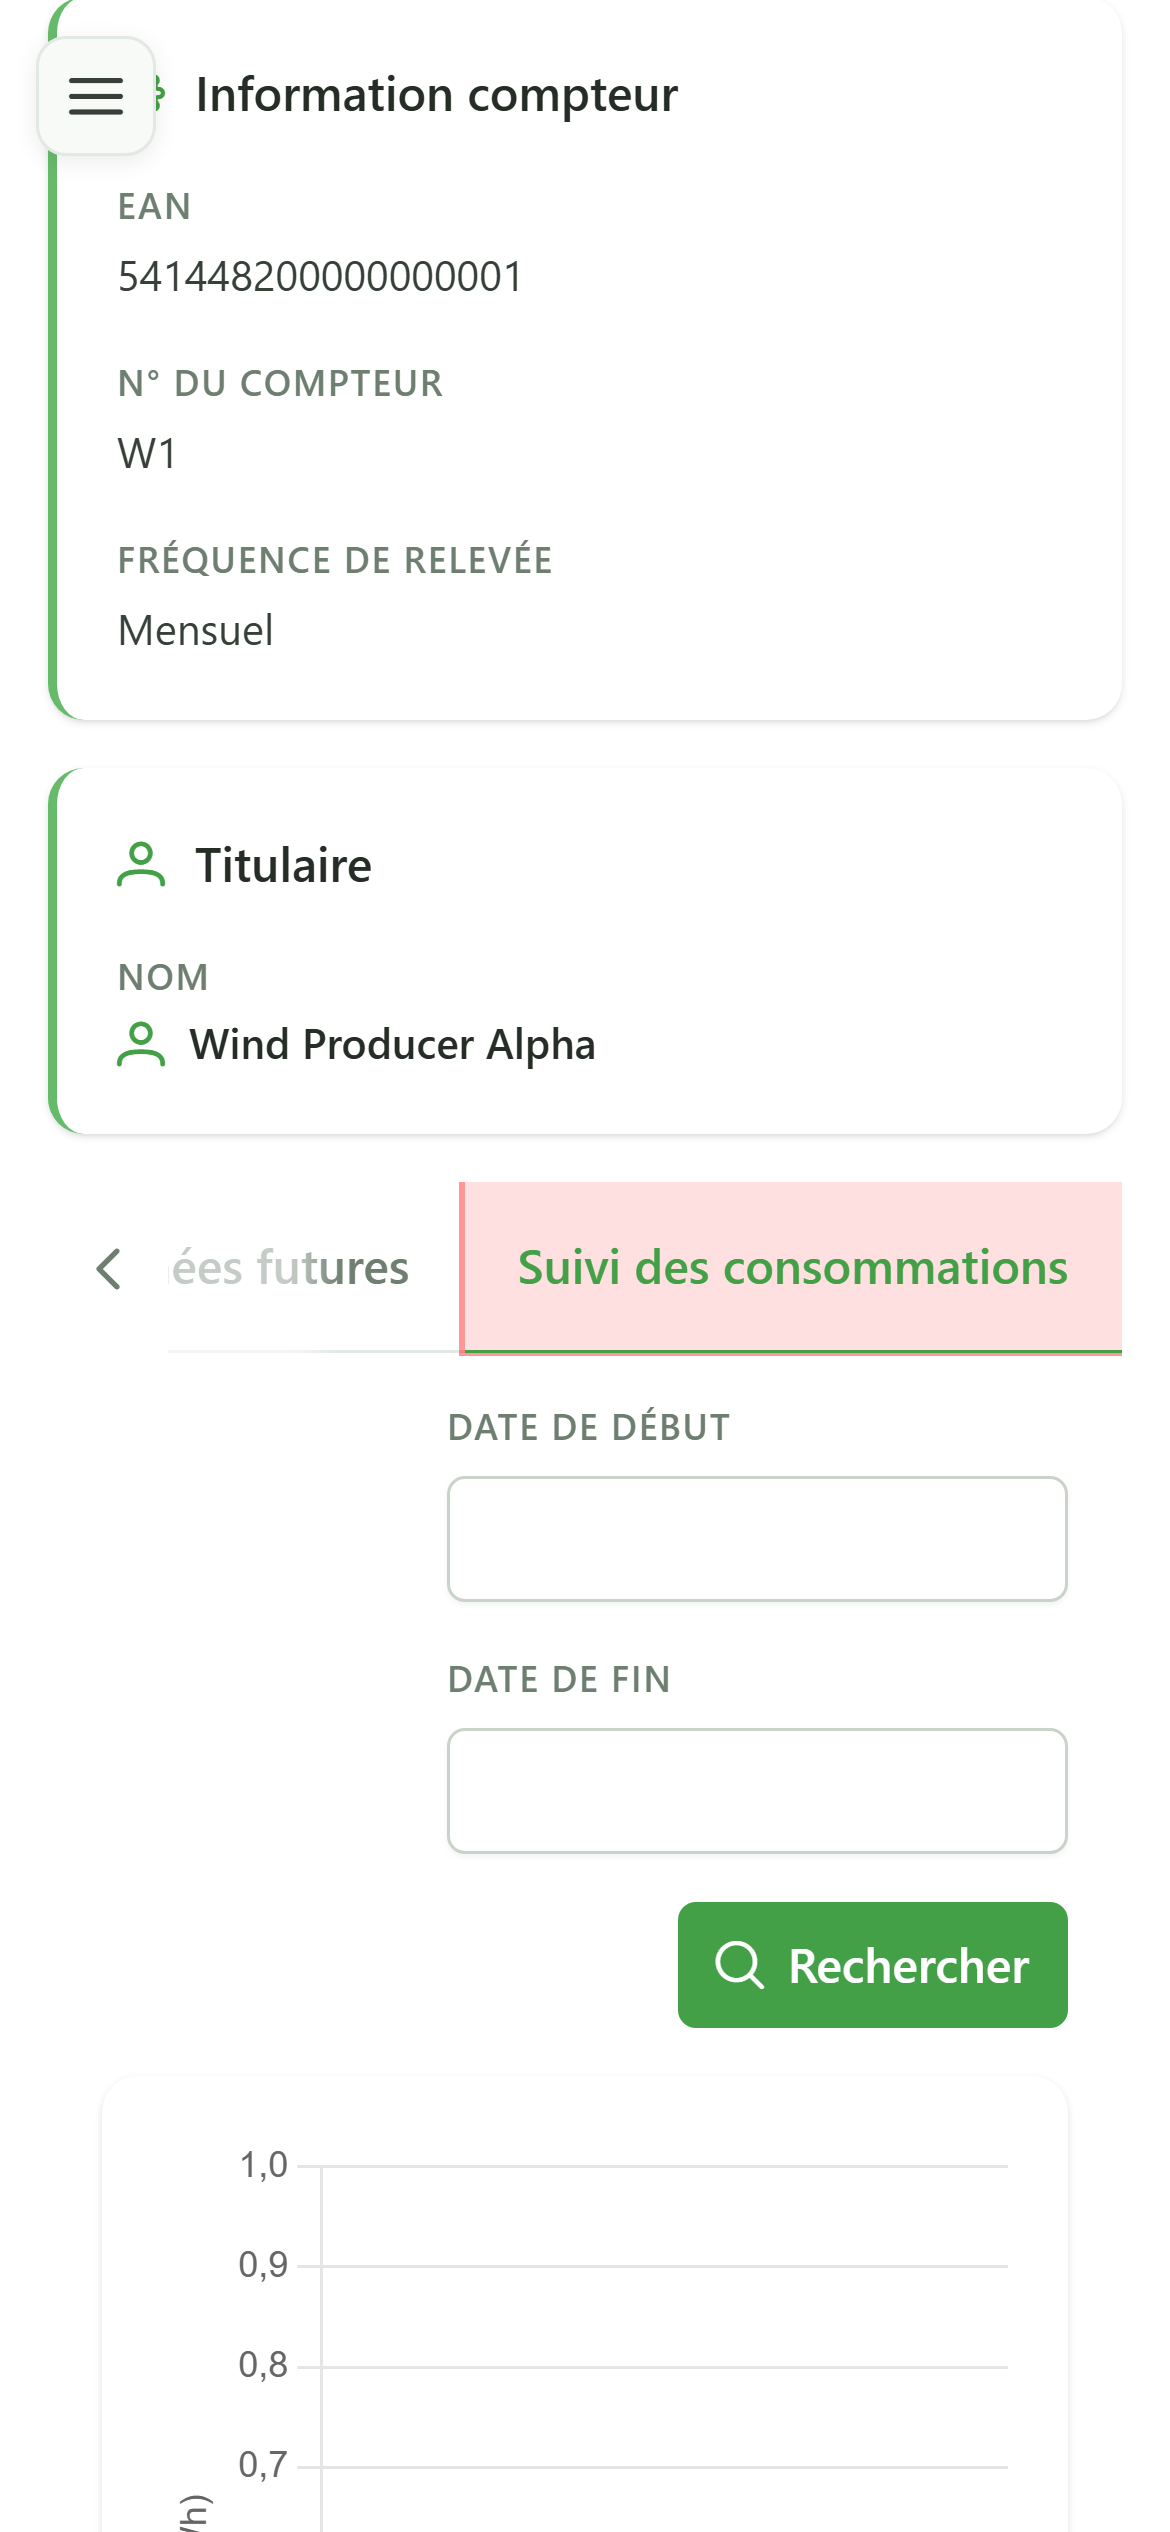 Information compteur
EAN
541448200000000001
N° DU COMPTEUR
W1
FRÉQUENCE DE RELEVÉE
Mensuel
Titulaire
NOM
Wind Producer Alpha
ées futures
Suivi des consommations
DATE DE DÉBUT
DATE DE FIN
Rechercher
1,0
0,9
0,8
0,7
h)